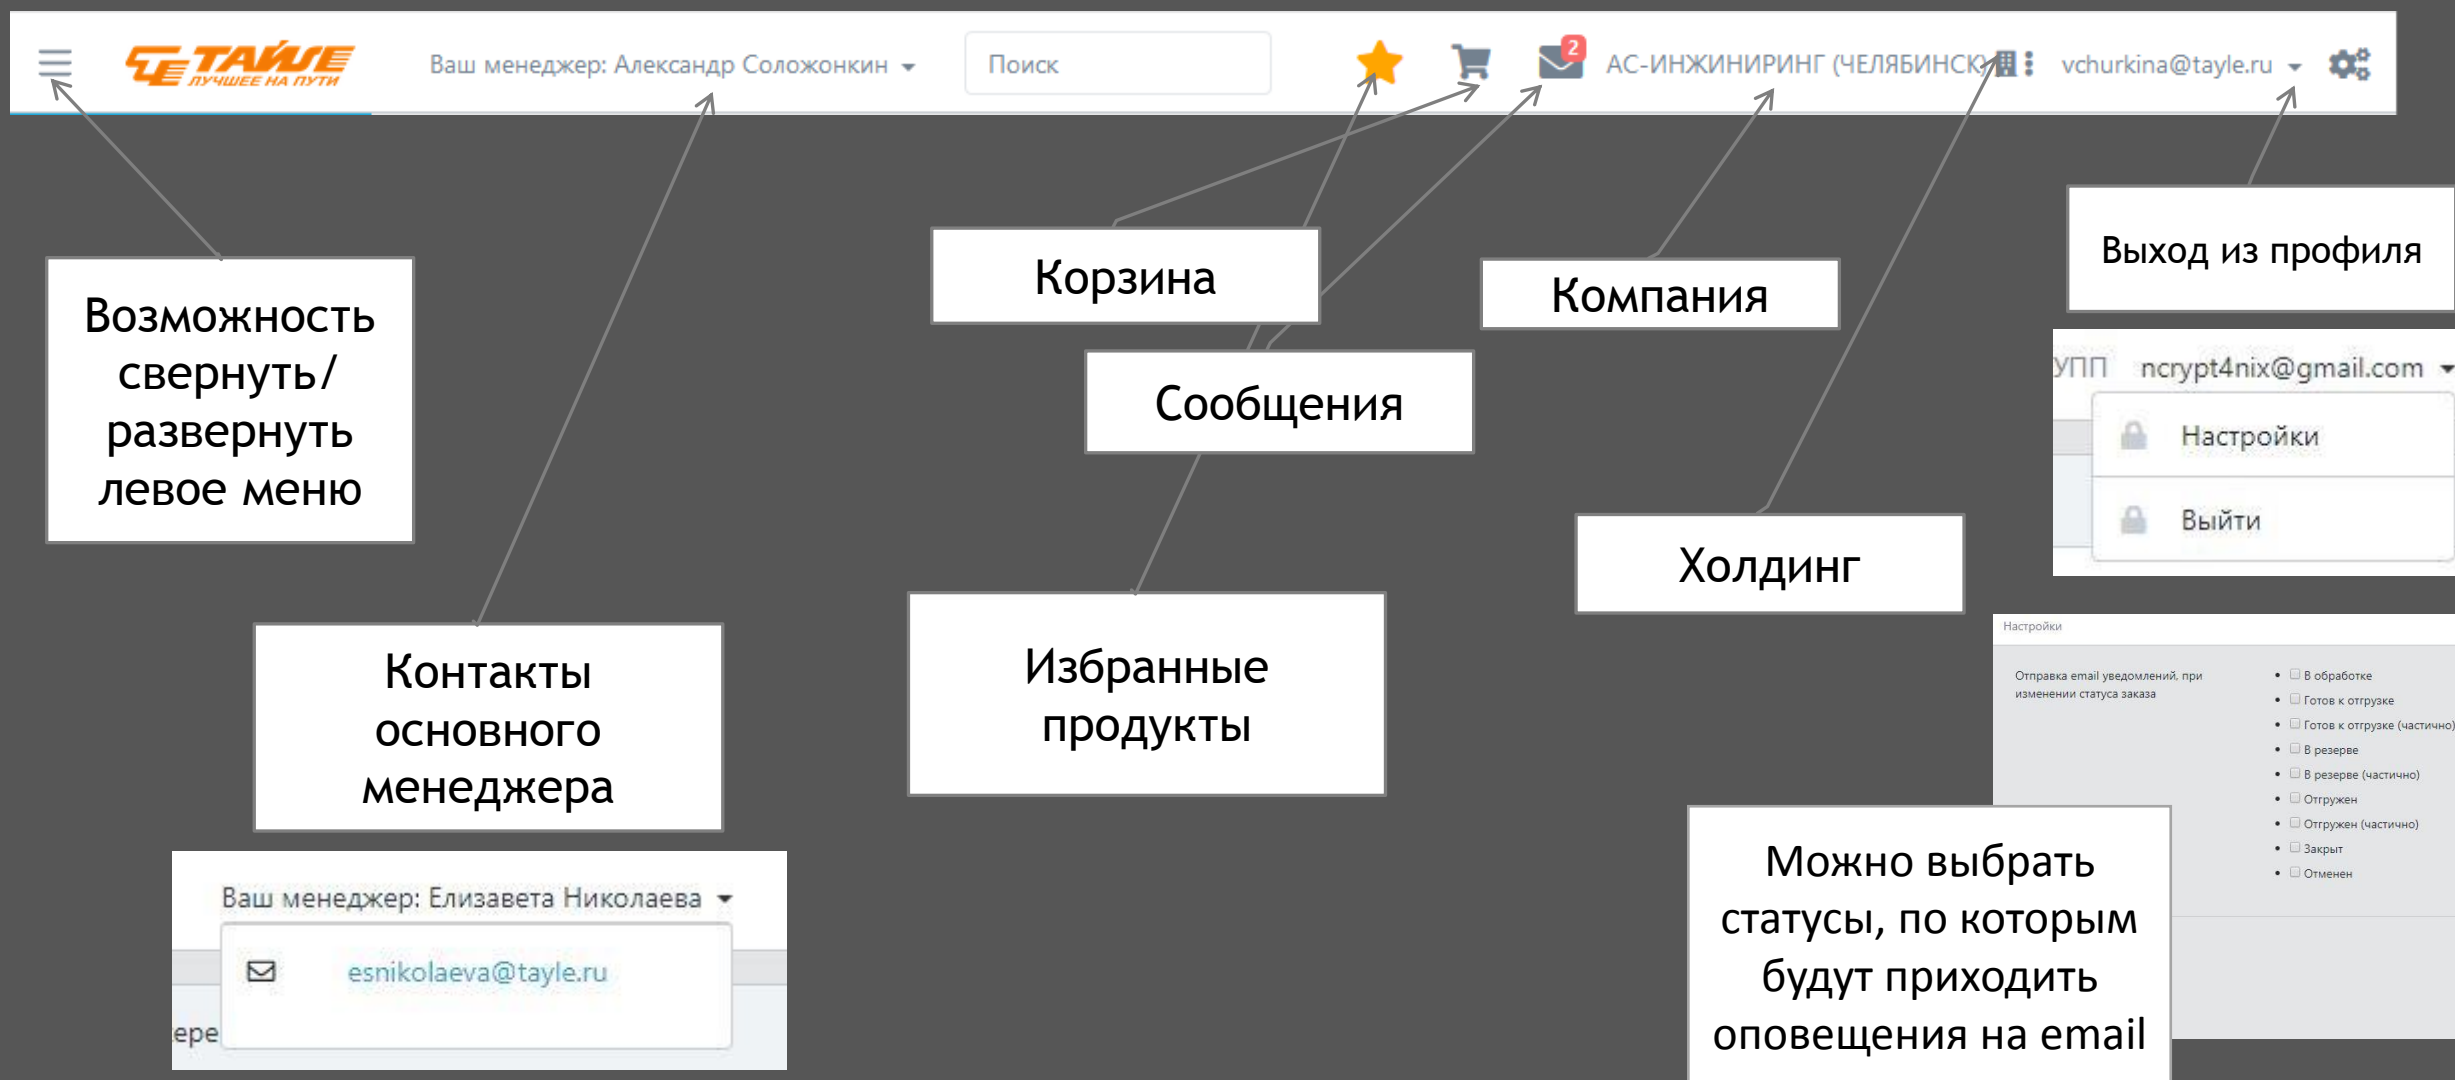 ТАЙЛЕ
ЛУЧШЕЕ НА ПУТИ
Ваш менеджер: Александр Соложонкин
Поиск
2
АС-ИНЖИНИРИНГ (ЧЕЛЯБИНСК)
vchurkina@tayle.ru
Возможность
свернуть/
развернуть
левое меню
Корзина
Компания
Выход из профиля
Сообщения
УПП ncrypt4nix@gmail.com
Настройки
Выйти
Холдинг
Контакты
основного
менеджера
Избранные
продукты
Настройки
Отправка email уведомлений, при
изменении статуса заказа
В обработке
Готов к отгрузке
Готов к отгрузке (частично)
В резерве
В резерве (частично)
Отгружен
Отгружен (частично)
Закрыт
Отменен
Можно выбрать
статусы, по которым
будут приходить
оповещения на email
Ваш менеджер: Елизавета Николаева
esnikolaeva@tayle.ru
ере